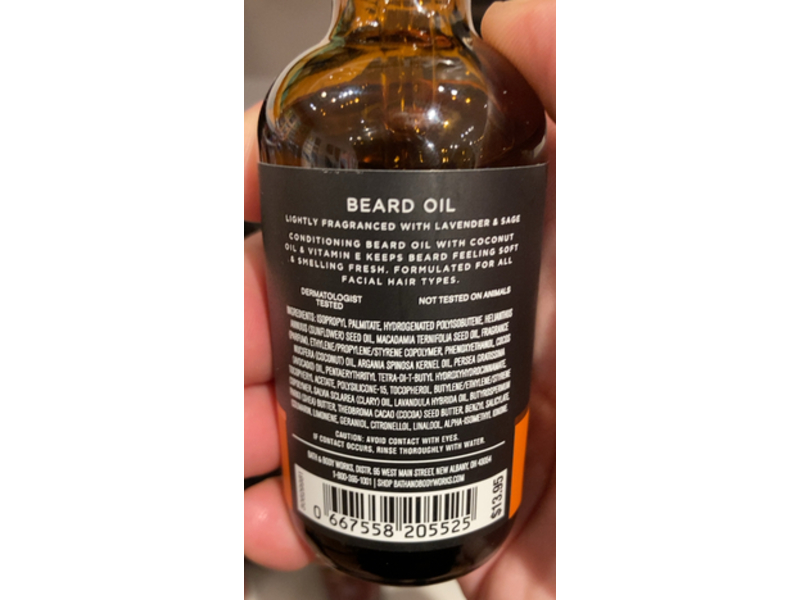 BEARD OIL
LIGHTLY FRAGRANCED WITH LAVENDER & SAGE
CONDITIONING BEARD OIL WITH COCONUT
OIL & VITAMIN E KEEPS BEARD FEELING SOFT
& SMELLING FRESH. FORMULATED FOR ALL
FACIAL HAIR TYPES.
DERMATOLOGIST
TESTED
NOT TESTED ON ANIMALS
INGREDIENTS: ISOPROPYL PALMITATE, HYDROGENATED POLYISOBUTENE, HELIANTHUS
ANNUUS (SUNFLOWER) SEED OIL, MACADAMIA TERNIFOLIA SEED OIL, FRAGRANCE
(PARFUM), ETHYLENE/PROPYLENE/STYRENE COPOLYMER, PHENOXYETHANOL, COCOS
NUCIFERA (COCONUT) OIL, ARGANIA SPINOSA KERNEL OIL, PERSEA GRATISSIMA
(AVOCADO) OIL, PENTAERYTHRITYL TETRA-DI-T-BUTYL HYDROXYHYDROCINNAMATE,
TOCOPHERYL ACETATE, POLYSILICONE-15, TOCOPHEROL, BUTYLENE/ETHYLENE/STYRENE
COPOLYMER, SALVIA SCLAREA (CLARY) OIL, LAVANDULA HYBRIDA OIL, BUTYROSPERMUM
PARKII (SHEA) BUTTER, THEOBROMA CACAO (COCOA) SEED BUTTER, BENZYL SALICYLATE,
COUMARIN, LIMONENE, GERANIOL, CITRONELLOL, LINALOOL, ALPHA-ISOMETHYL IONONE.
CAUTION: AVOID CONTACT WITH EYES.
IF CONTACT OCCURS, RINSE THOROUGHLY WITH WATER.
BATH & BODY WORKS, DISTR. 95 WEST MAIN STREET, NEW ALBANY, OH 43054
1-800-395-1001 | SHOP BATHANDBODYWORKS.COM
0 667558 205525
$13.95